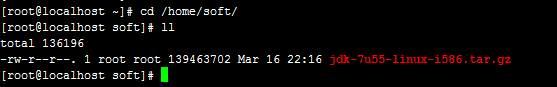 [root@localhost ~]# cd /home/soft/
[root@localhost soft]# ll
total 136196
-rw-r--r--. 1 root root 139463702 Mar 16 22:16 jdk-7u55-linux-i586.tar.gz
[root@localhost soft]#